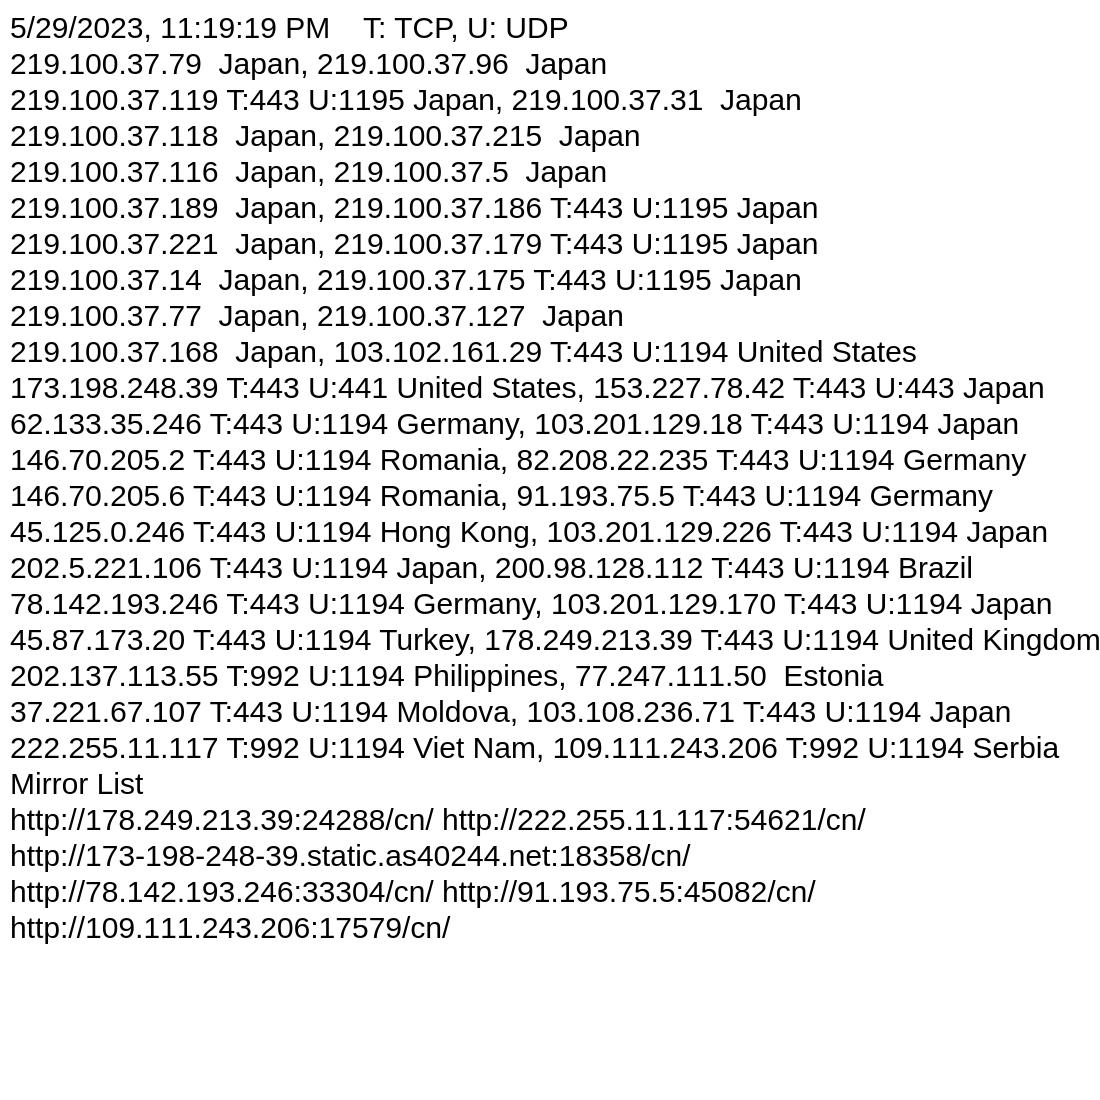 5/29/2023, 11:19:19 PM    T: TCP, U: UDP
219.100.37.79  Japan, 219.100.37.96  Japan
219.100.37.119 T:443 U:1195 Japan, 219.100.37.31  Japan
219.100.37.118  Japan, 219.100.37.215  Japan
219.100.37.116  Japan, 219.100.37.5  Japan
219.100.37.189  Japan, 219.100.37.186 T:443 U:1195 Japan
219.100.37.221  Japan, 219.100.37.179 T:443 U:1195 Japan
219.100.37.14  Japan, 219.100.37.175 T:443 U:1195 Japan
219.100.37.77  Japan, 219.100.37.127  Japan
219.100.37.168  Japan, 103.102.161.29 T:443 U:1194 United States
173.198.248.39 T:443 U:441 United States, 153.227.78.42 T:443 U:443 Japan
62.133.35.246 T:443 U:1194 Germany, 103.201.129.18 T:443 U:1194 Japan
146.70.205.2 T:443 U:1194 Romania, 82.208.22.235 T:443 U:1194 Germany
146.70.205.6 T:443 U:1194 Romania, 91.193.75.5 T:443 U:1194 Germany
45.125.0.246 T:443 U:1194 Hong Kong, 103.201.129.226 T:443 U:1194 Japan
202.5.221.106 T:443 U:1194 Japan, 200.98.128.112 T:443 U:1194 Brazil
78.142.193.246 T:443 U:1194 Germany, 103.201.129.170 T:443 U:1194 Japan
45.87.173.20 T:443 U:1194 Turkey, 178.249.213.39 T:443 U:1194 United Kingdom
202.137.113.55 T:992 U:1194 Philippines, 77.247.111.50  Estonia
37.221.67.107 T:443 U:1194 Moldova, 103.108.236.71 T:443 U:1194 Japan
222.255.11.117 T:992 U:1194 Viet Nam, 109.111.243.206 T:992 U:1194 Serbia
Mirror List
http://178.249.213.39:24288/cn/ http://222.255.11.117:54621/cn/
http://173-198-248-39.static.as40244.net:18358/cn/
http://78.142.193.246:33304/cn/ http://91.193.75.5:45082/cn/
http://109.111.243.206:17579/cn/